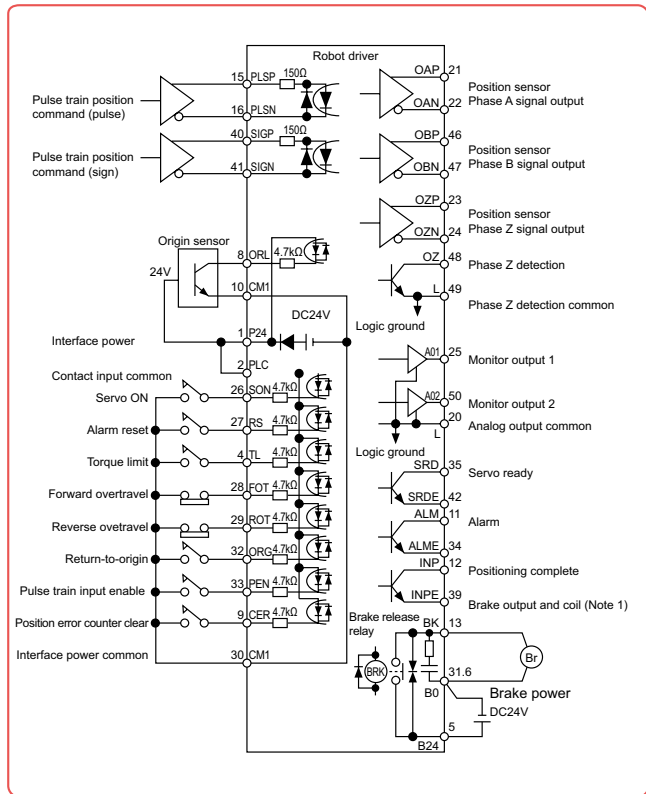 Robot driver
15 PLSP 150Ω
Pulse train position
command (pulse)
16 PLSN
40 SIGP 150Ω
Pulse train position
command (sign)
41 SIGN
Origin sensor
8 ORL 4.7kΩ
24V
10 CM1
DC24V
Interface power
1 P24
2 PLC
Contact input common
Servo ON 26 SON 4.7kΩ
Alarm reset 27 RS 4.7kΩ
Torque limit 4 TL 4.7kΩ
Forward overtravel 28 FOT 4.7kΩ
Reverse ovetravel 29 ROT 4.7kΩ
Return-to-origin 32 ORG 4.7kΩ
Pulse train input enable 33 PEN 4.7kΩ
Position error counter clear 9 CER 4.7kΩ
Interface power common
30 CM1
OAP 21
Position sensor
Phase A signal output
OAN 22
OBP 46
Position sensor
Phase B signal output
OBN 47
OZP 23
Position sensor
Phase Z signal output
OZN 24
OZ 48
Phase Z detection
L 49
Phase Z detection common
Logic ground
A01 25
Monitor output 1
A02 50
Monitor output 2
20
Analog output common
L
Logic ground
SRD 35
Servo ready
SRDE 42
ALM 11
Alarm
ALME 34
INP 12
Positioning complete
INPE 39
Brake output and coil (Note 1)
Brake release
relay
BK 13
BRK
Br
31.6
B0
Brake power
DC24V
5
B24